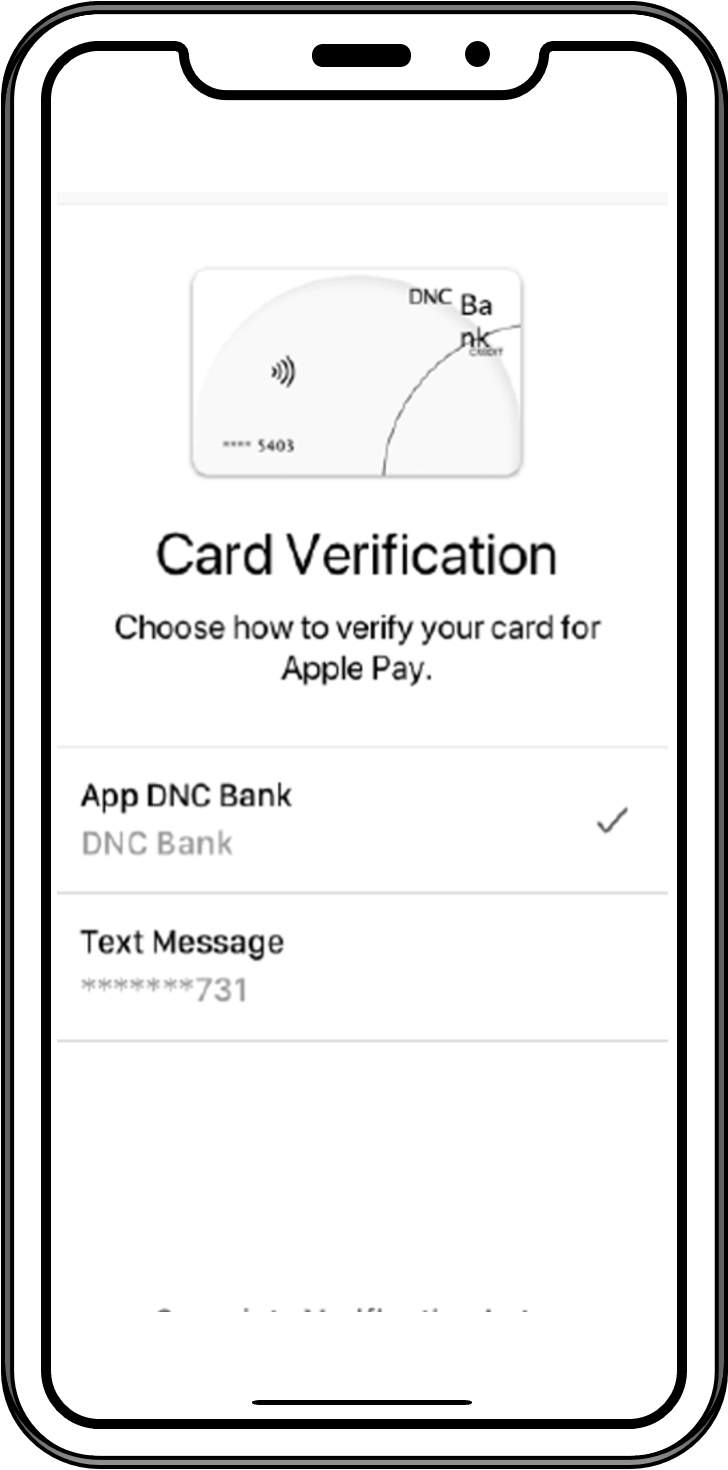 DNC Ba
nk
CREDIT
**** 5403
Card Verification
Choose how to verify your card for
Apple Pay.
App DNC Bank
DNC Bank
Text Message
*******731